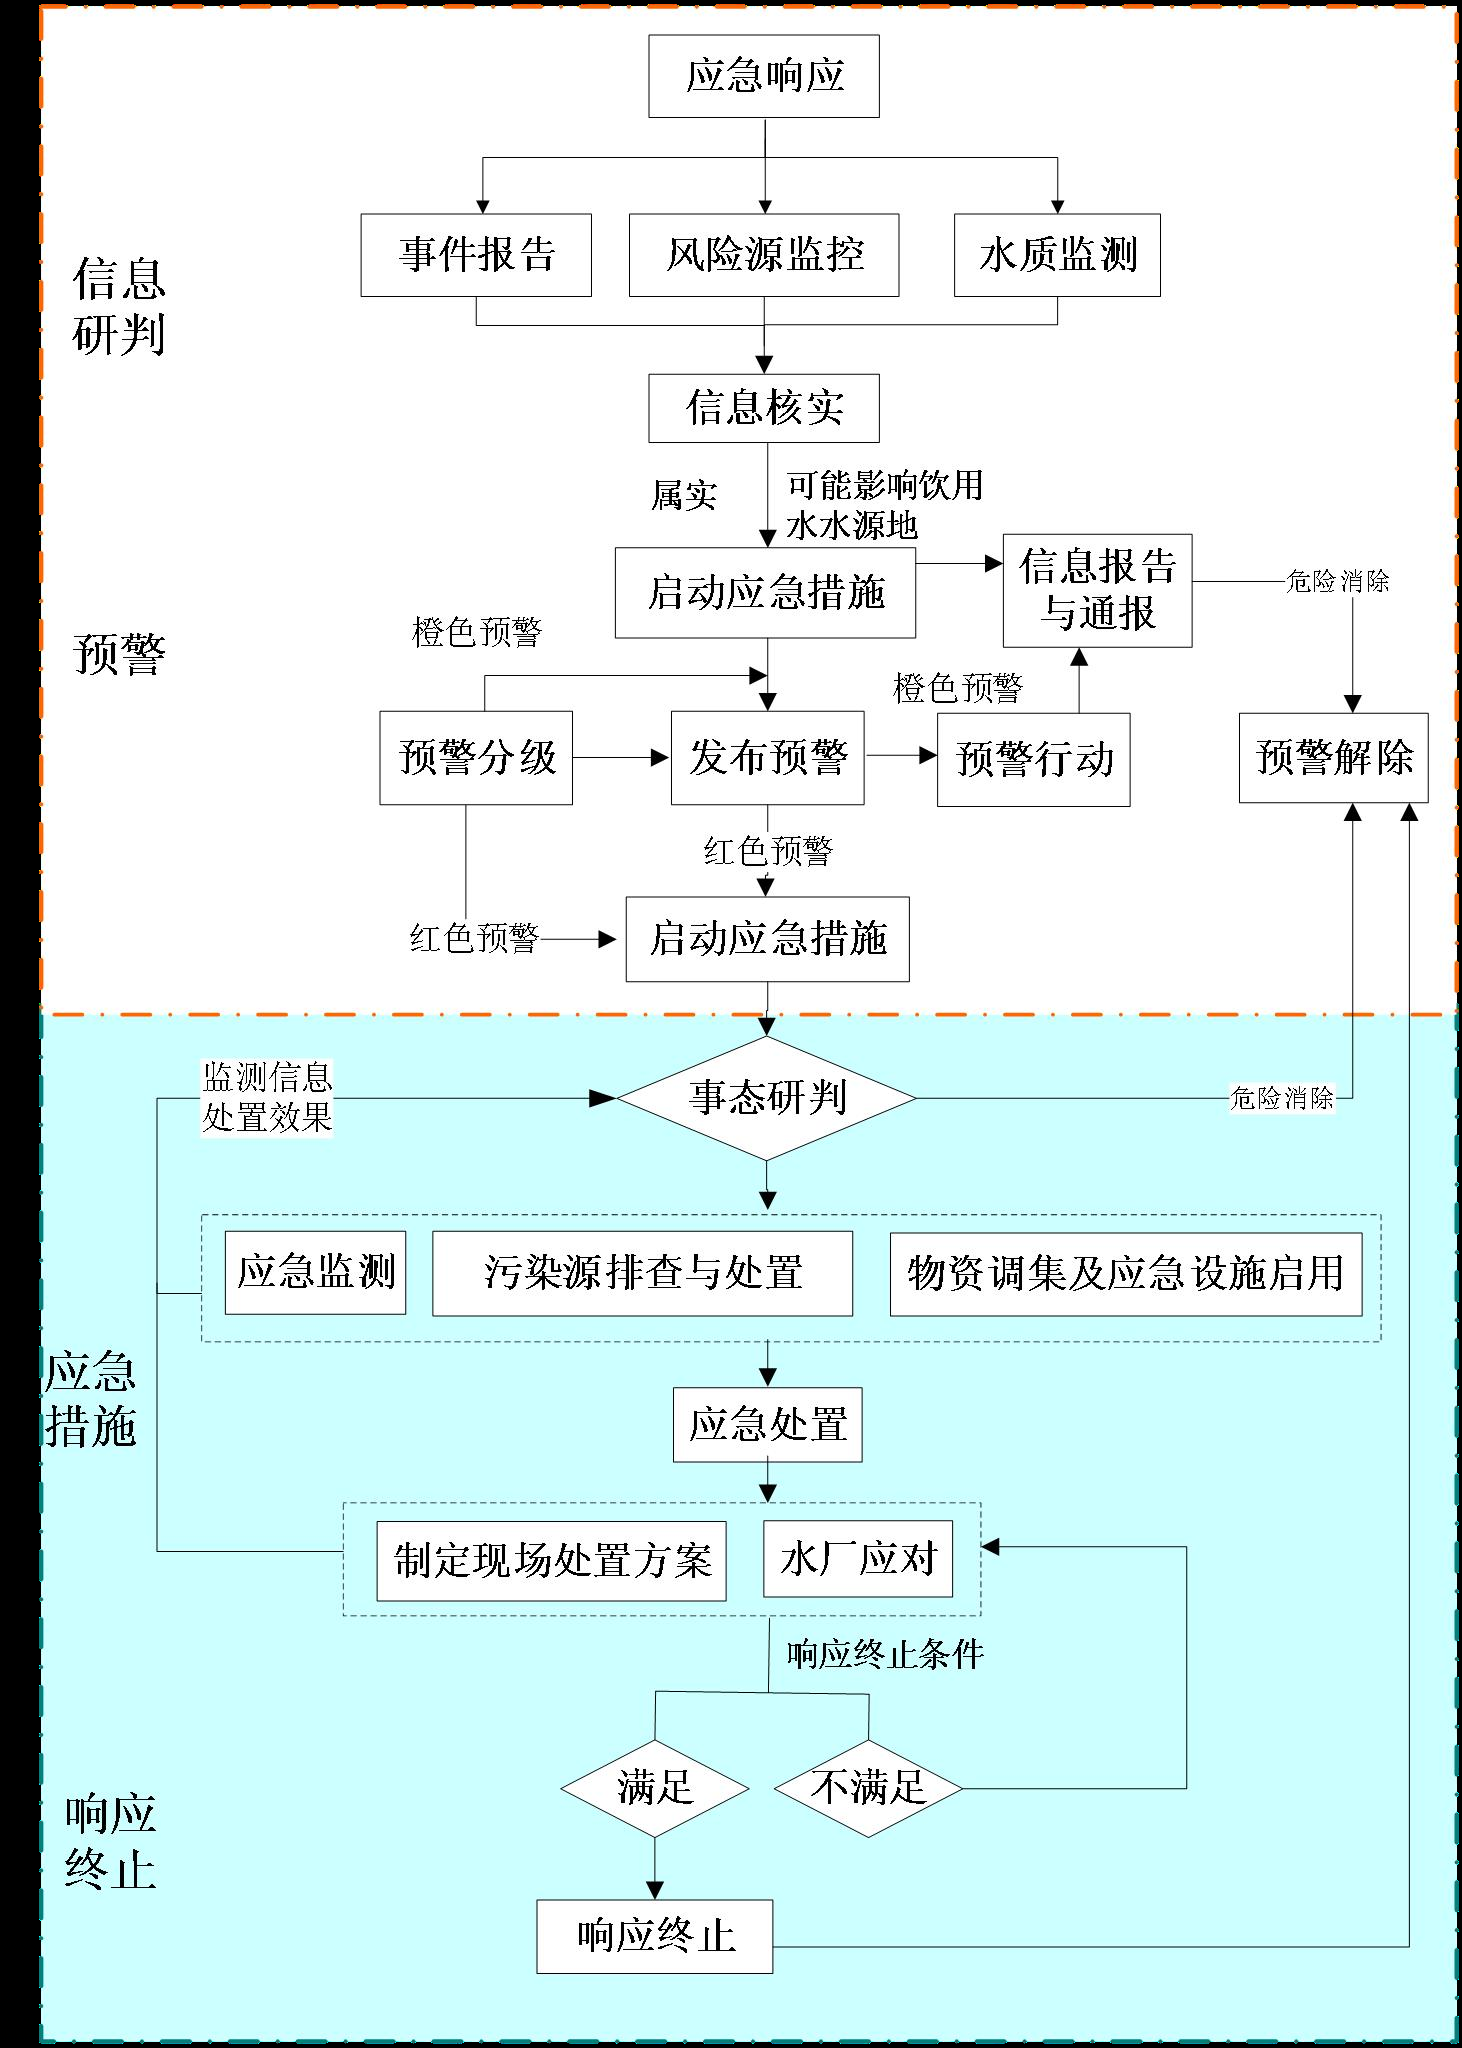 应急响应
事件报告
风险源监控
水质监测
信息
研判
信息核实
属实
可能影响饮用
水水源地
启动应急措施
信息报告
与通报
危险消除
橙色预警
预警
橙色预警
预警分级
发布预警
预警行动
预警解除
红色预警
红色预警
启动应急措施
监测信息
处置效果
事态研判
危险消除
应急监测
污染源排查与处置
物资调集及应急设施启用
应急
措施
应急处置
制定现场处置方案
水厂应对
响应终止条件
满足
不满足
响应
终止
响应终止